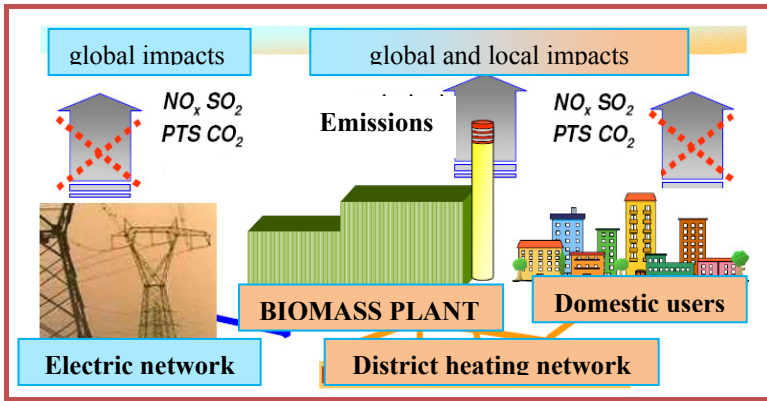 global impacts
global and local impacts
NOₓ SO₂
PTS CO₂
Emissions
NOₓ SO₂
PTS CO₂
BIOMASS PLANT
Domestic users
Electric network
District heating network